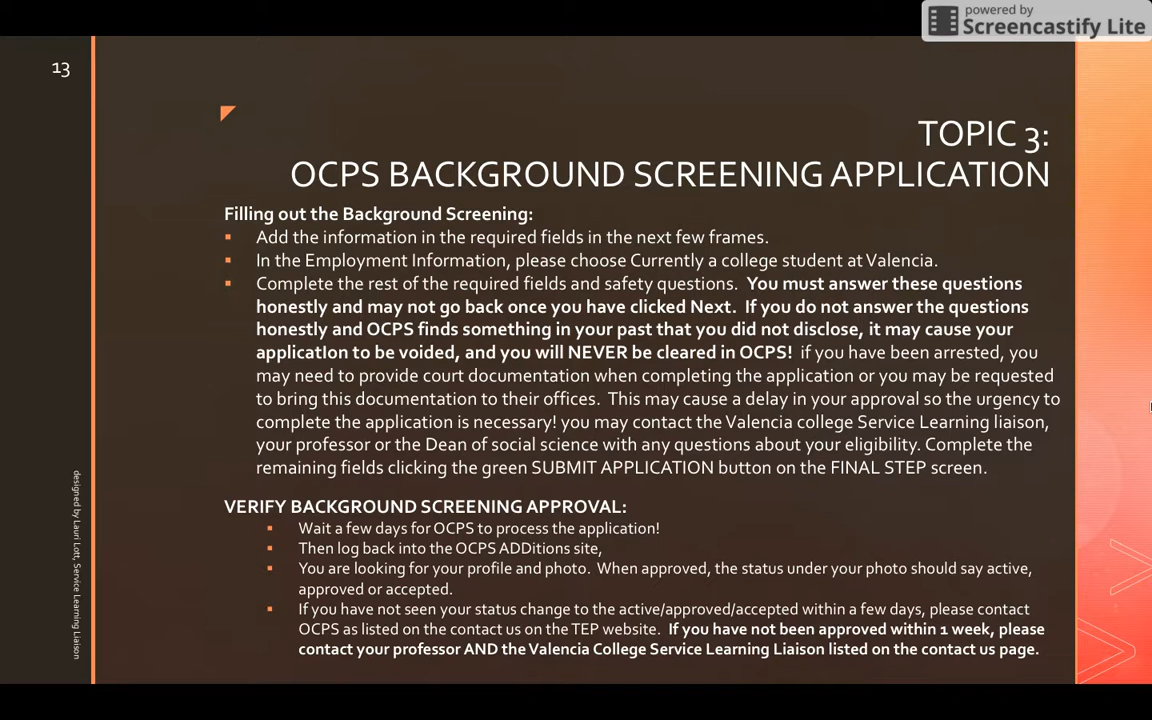 powered by
Screencastify Lite
13
TOPIC 3:
OCPS BACKGROUND SCREENING APPLICATION
Filling out the Background Screening:
Add the information in the required fields in the next few frames.
In the Employment Information, please choose Currently a college student at Valencia.
Complete the rest of the required fields and safety questions. You must answer these questions
honestly and may not go back once you have clicked Next. If you do not answer the questions
honestly and OCPS finds something in your past that you did not disclose, it may cause your
applicatIon to be voided, and you will NEVER be cleared in OCPS! if you have been arrested, you
may need to provide court documentation when completing the application or you may be requested
to bring this documentation to their offices. This may cause a delay in your approval so the urgency to
complete the application is necessary! you may contact the Valencia college Service Learning liaison,
your professor or the Dean of social science with any questions about your eligibility. Complete the
remaining fields clicking the green SUBMIT APPLICATION button on the FINAL STEP screen.
VERIFY BACKGROUND SCREENING APPROVAL:
Wait a few days for OCPS to process the application!
Then log back into the OCPS ADDitions site,
You are looking for your profile and photo. When approved, the status under your photo should say active,
approved or accepted.
If you have not seen your status change to the active/approved/accepted within a few days, please contact
OCPS as listed on the contact us on the TEP website. If you have not been approved within 1 week, please
contact your professor AND the Valencia College Service Learning Liaison listed on the contact us page.
designed by Lauri Lott, Service Learning Liaison